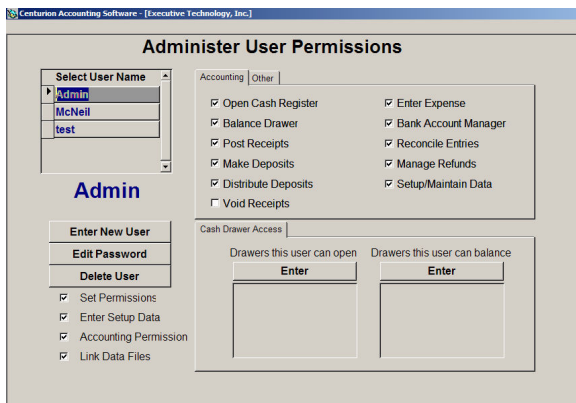 Centurion Accounting Software - [Executive Technology, Inc.]
Administer User Permissions
Select User Name
Admin
McNeil
test
Admin
Enter New User
Edit Password
Delete User
Set Permissions
Enter Setup Data
Accounting Permission
Link Data Files
Accounting Other
Open Cash Register
Balance Drawer
Post Receipts
Make Deposits
Distribute Deposits
Void Receipts
Enter Expense
Bank Account Manager
Reconcile Entries
Manage Refunds
Setup/Maintain Data
Cash Drawer Access
Drawers this user can open
Enter
Drawers this user can balance
Enter